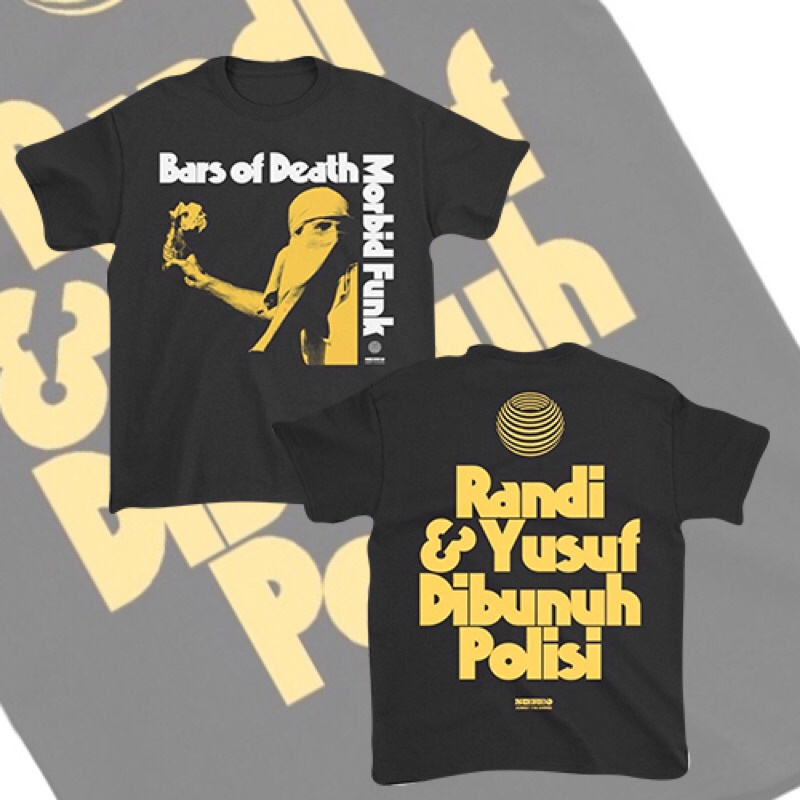 Bars of Death
Morbid Funk
Randi
& Yusuf
Dibunuh
Polisi